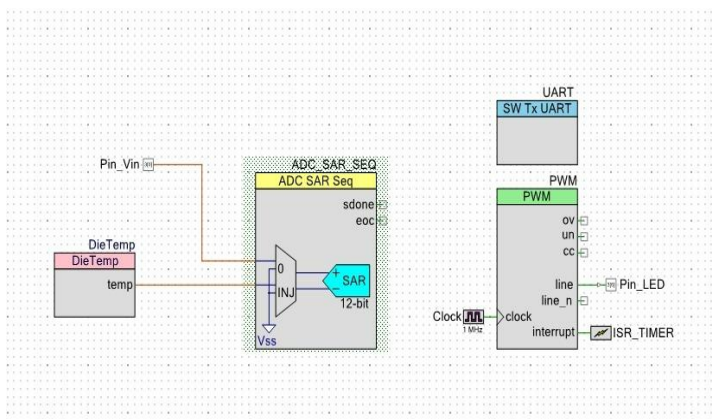 UART
SW Tx UART
Pin_Vin
ADC_SAR_SEQ
ADC SAR Seq
sdone
eoc
PWM
PWM
ov
un
cc
DieTemp
DieTemp
temp
0
INJ
+
SAR
-
12-bit
Vss
line
Pin_LED
line_n
Clock
1 MHz
clock
interrupt
ISR_TIMER